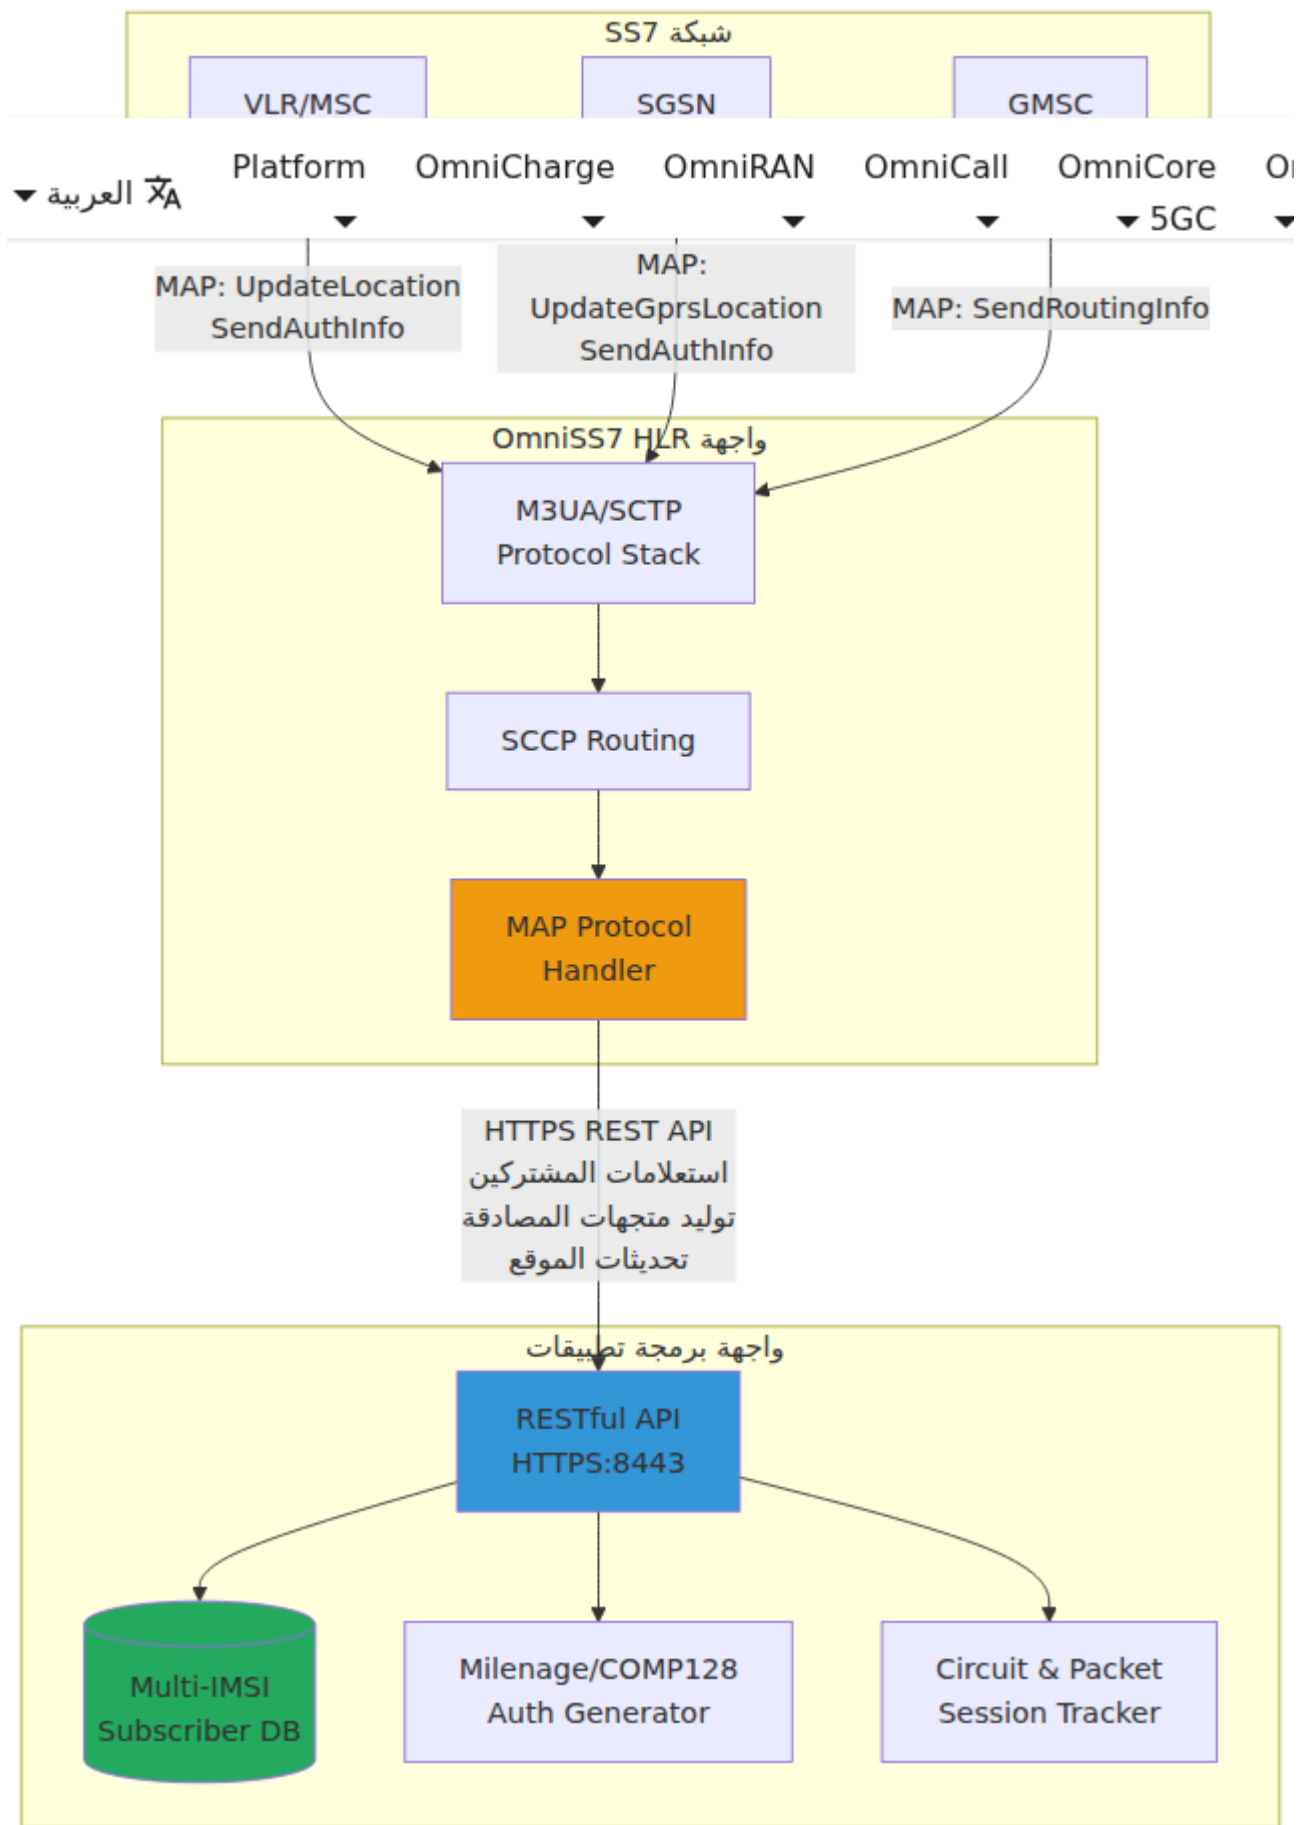 شبكة SS7
VLR/MSC
SGSN
GMSC
العربية
Platform
OmniCharge
OmniRAN
OmniCall
OmniCore
5GC
MAP: UpdateLocation
SendAuthInfo
MAP:
UpdateGprsLocation
SendAuthInfo
MAP: SendRoutingInfo
واجهة OmniSS7 HLR
M3UA/SCTP
Protocol Stack
SCCP Routing
MAP Protocol
Handler
HTTPS REST API
استعلامات المشتركين
توليد متجهات المصادقة
تحديثات الموقع
واجهة برمجة تطبيقات
RESTful API
HTTPS:8443
Multi-IMSI
Subscriber DB
Milenage/COMP128
Auth Generator
Circuit & Packet
Session Tracker